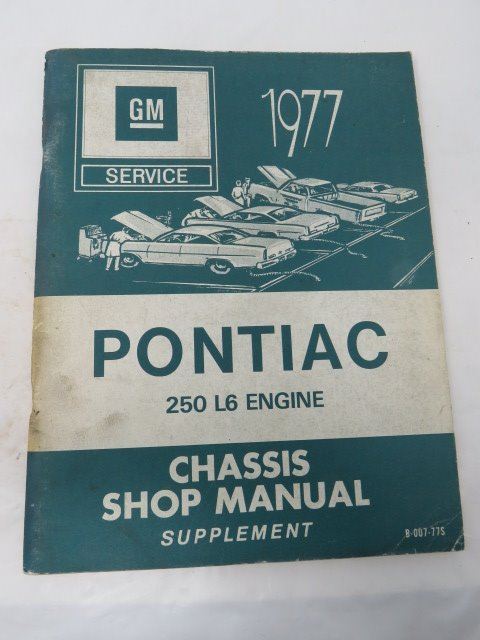 GM
SERVICE
1977
PONTIAC
250 L6 ENGINE
CHASSIS
SHOP MANUAL
SUPPLEMENT
B-007-77S